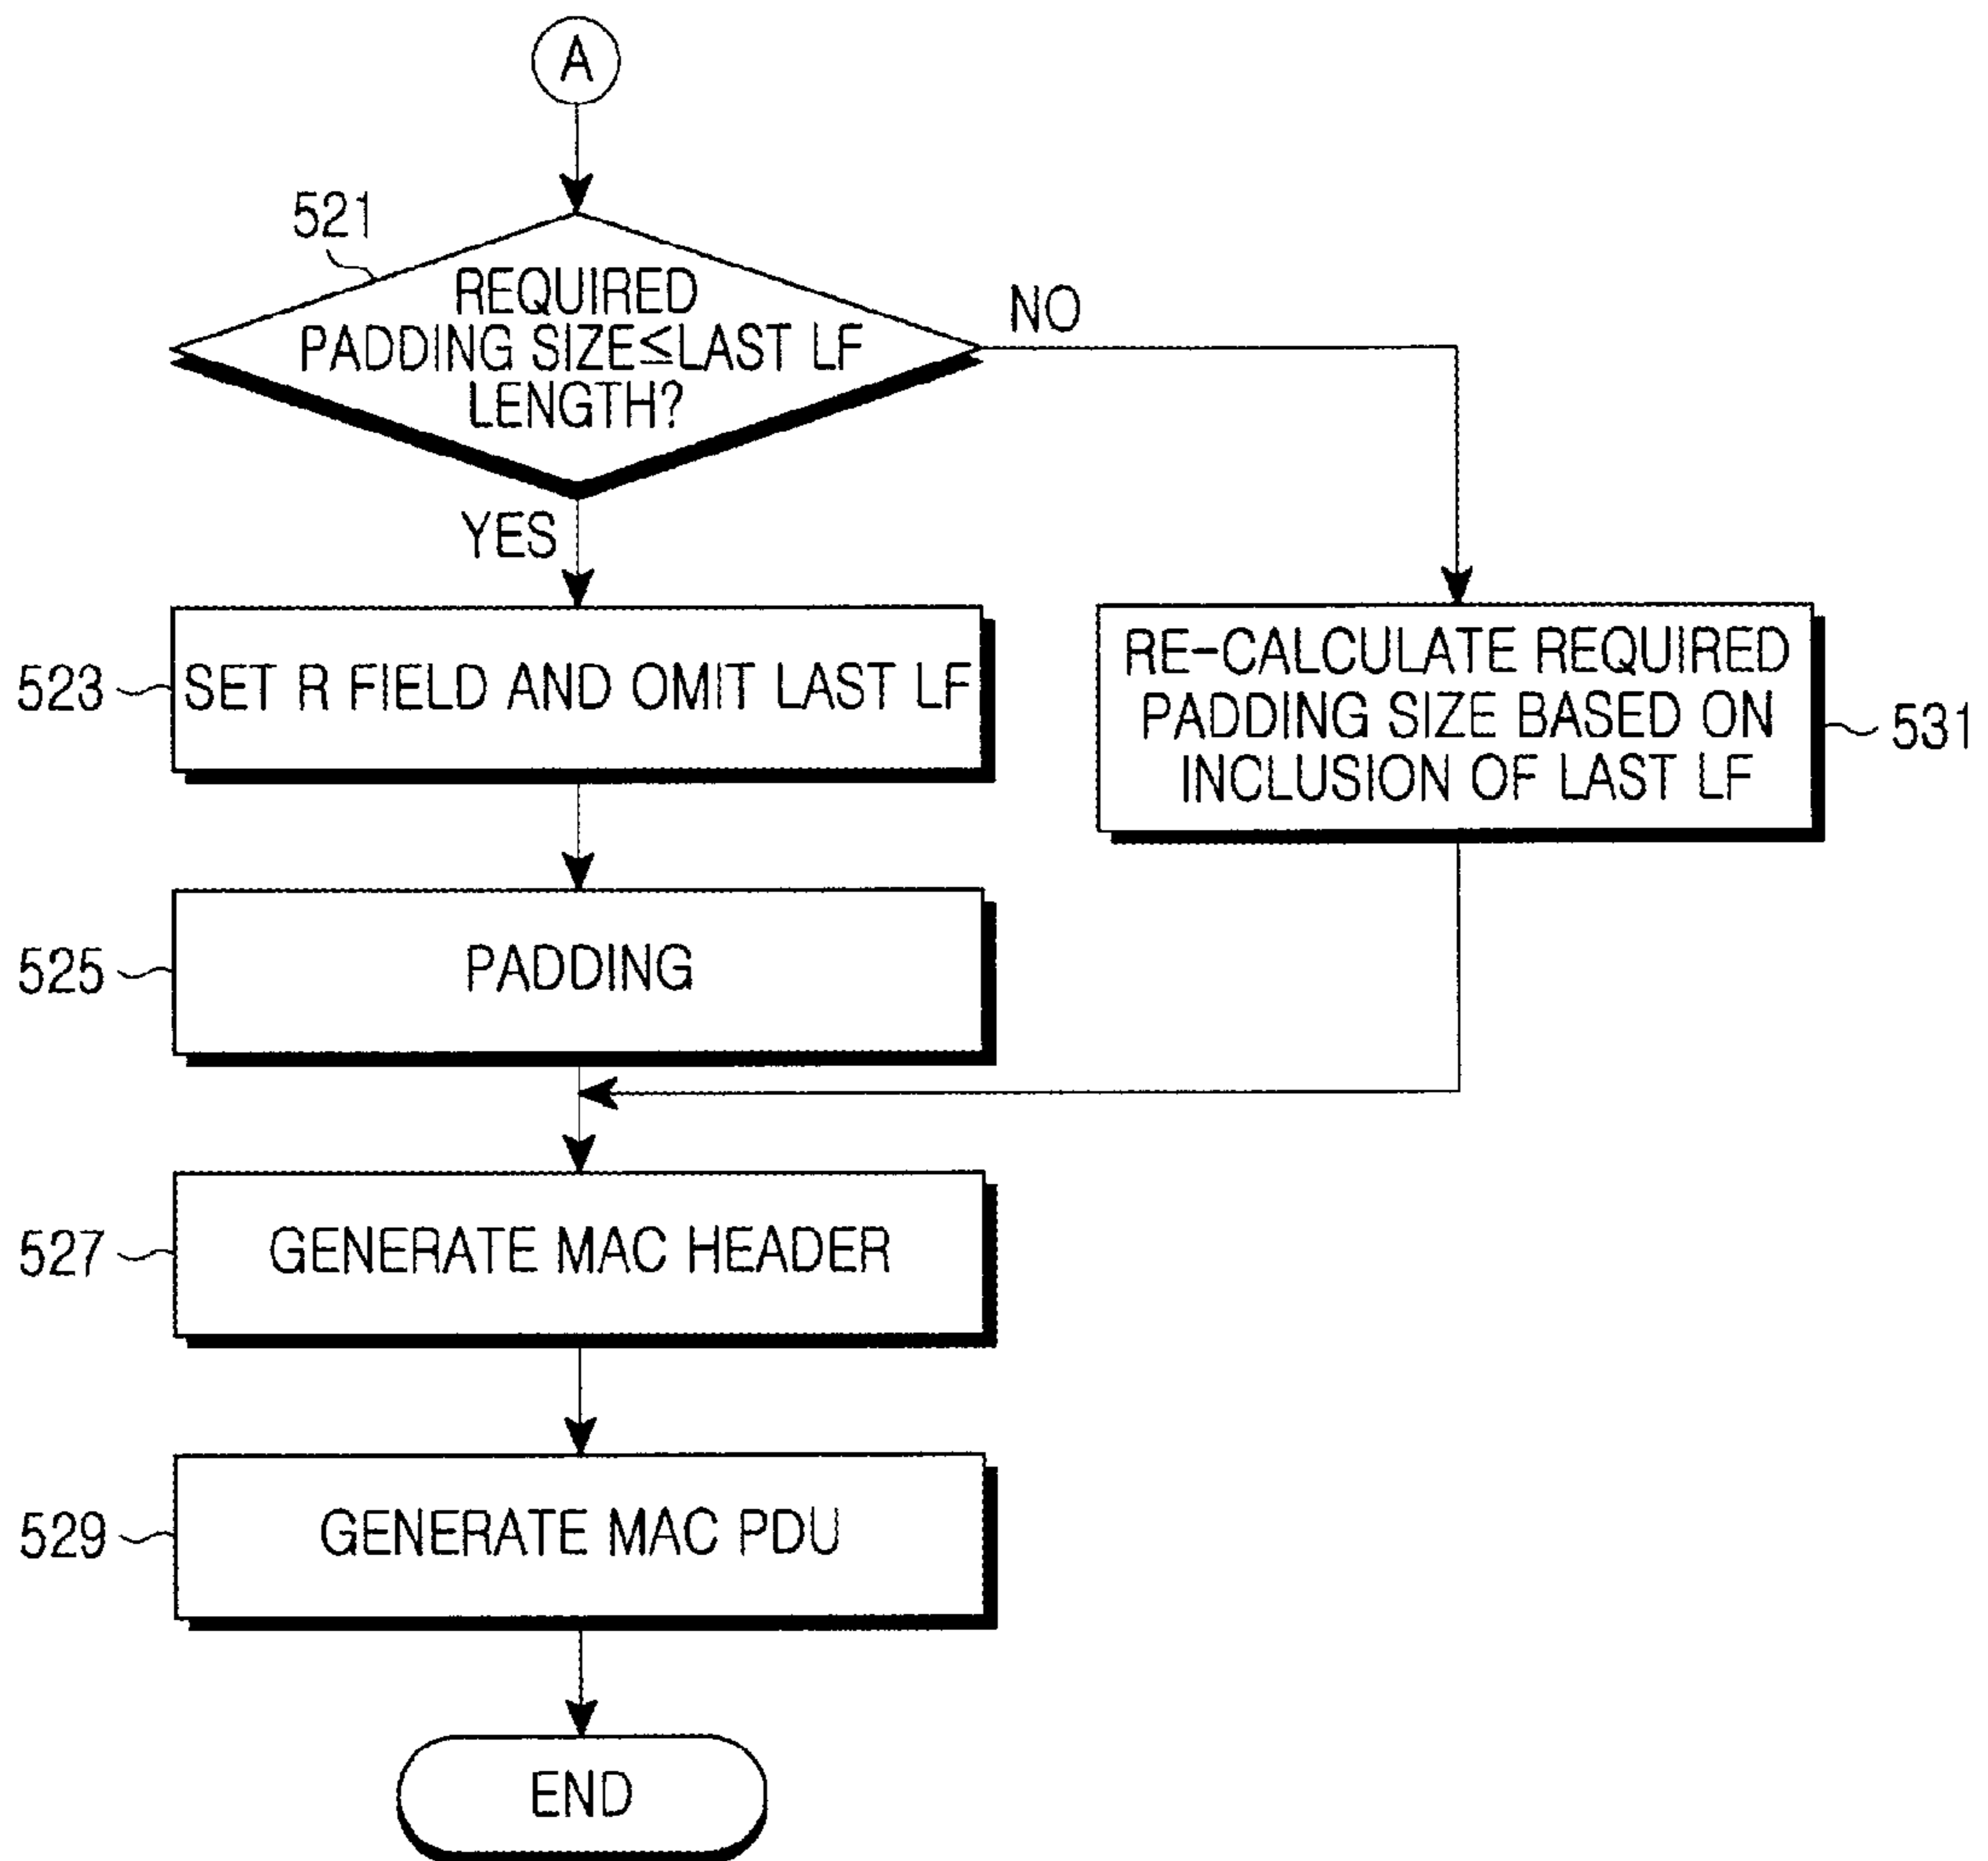 A
521
REQUIRED
PADDING SIZE≤LAST LF
LENGTH?
NO
YES
523
SET R FIELD AND OMIT LAST LF
RE-CALCULATE REQUIRED
PADDING SIZE BASED ON
INCLUSION OF LAST LF
531
525
PADDING
527
GENERATE MAC HEADER
529
GENERATE MAC PDU
END